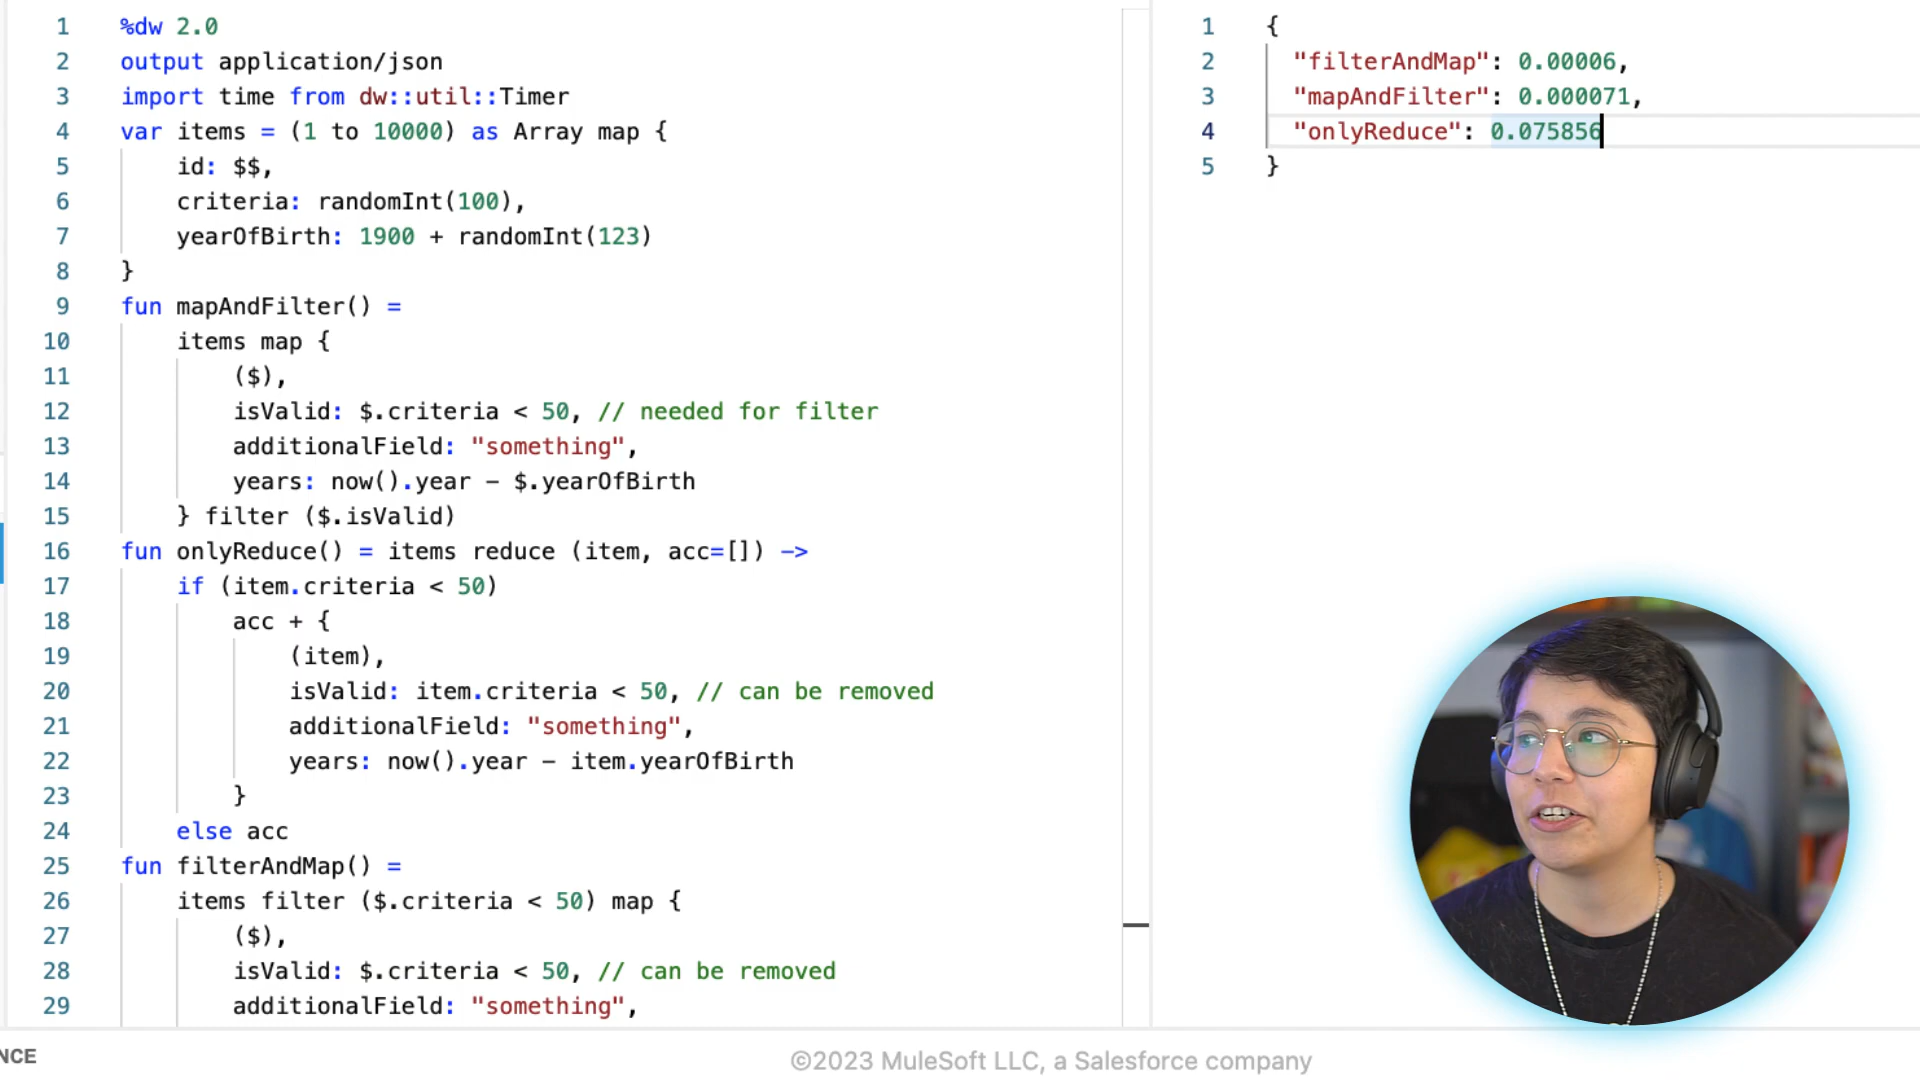 1 %dw 2.0
2 output application/json
3 import time from dw::util::Timer
4 var items = (1 to 10000) as Array map {
5 id: $$,
6 criteria: randomInt(100),
7 yearOfBirth: 1900 + randomInt(123)
8 }
9 fun mapAndFilter() =
10 items map {
11 ($),
12 isValid: $.criteria < 50, // needed for filter
13 additionalField: "something",
14 years: now().year - $.yearOfBirth
15 } filter ($.isValid)
16 fun onlyReduce() = items reduce (item, acc=[]) ->
17 if (item.criteria < 50)
18 acc + {
19 (item),
20 isValid: item.criteria < 50, // can be removed
21 additionalField: "something",
22 years: now().year - item.yearOfBirth
23 }
24 else acc
25 fun filterAndMap() =
26 items filter ($.criteria < 50) map {
27 ($),
28 isValid: $.criteria < 50, // can be removed
29 additionalField: "something",
1 {
2 "filterAndMap": 0.00006,
3 "mapAndFilter": 0.000071,
4 "onlyReduce": 0.075856
5 }
NCE
©2023 MuleSoft LLC, a Salesforce company